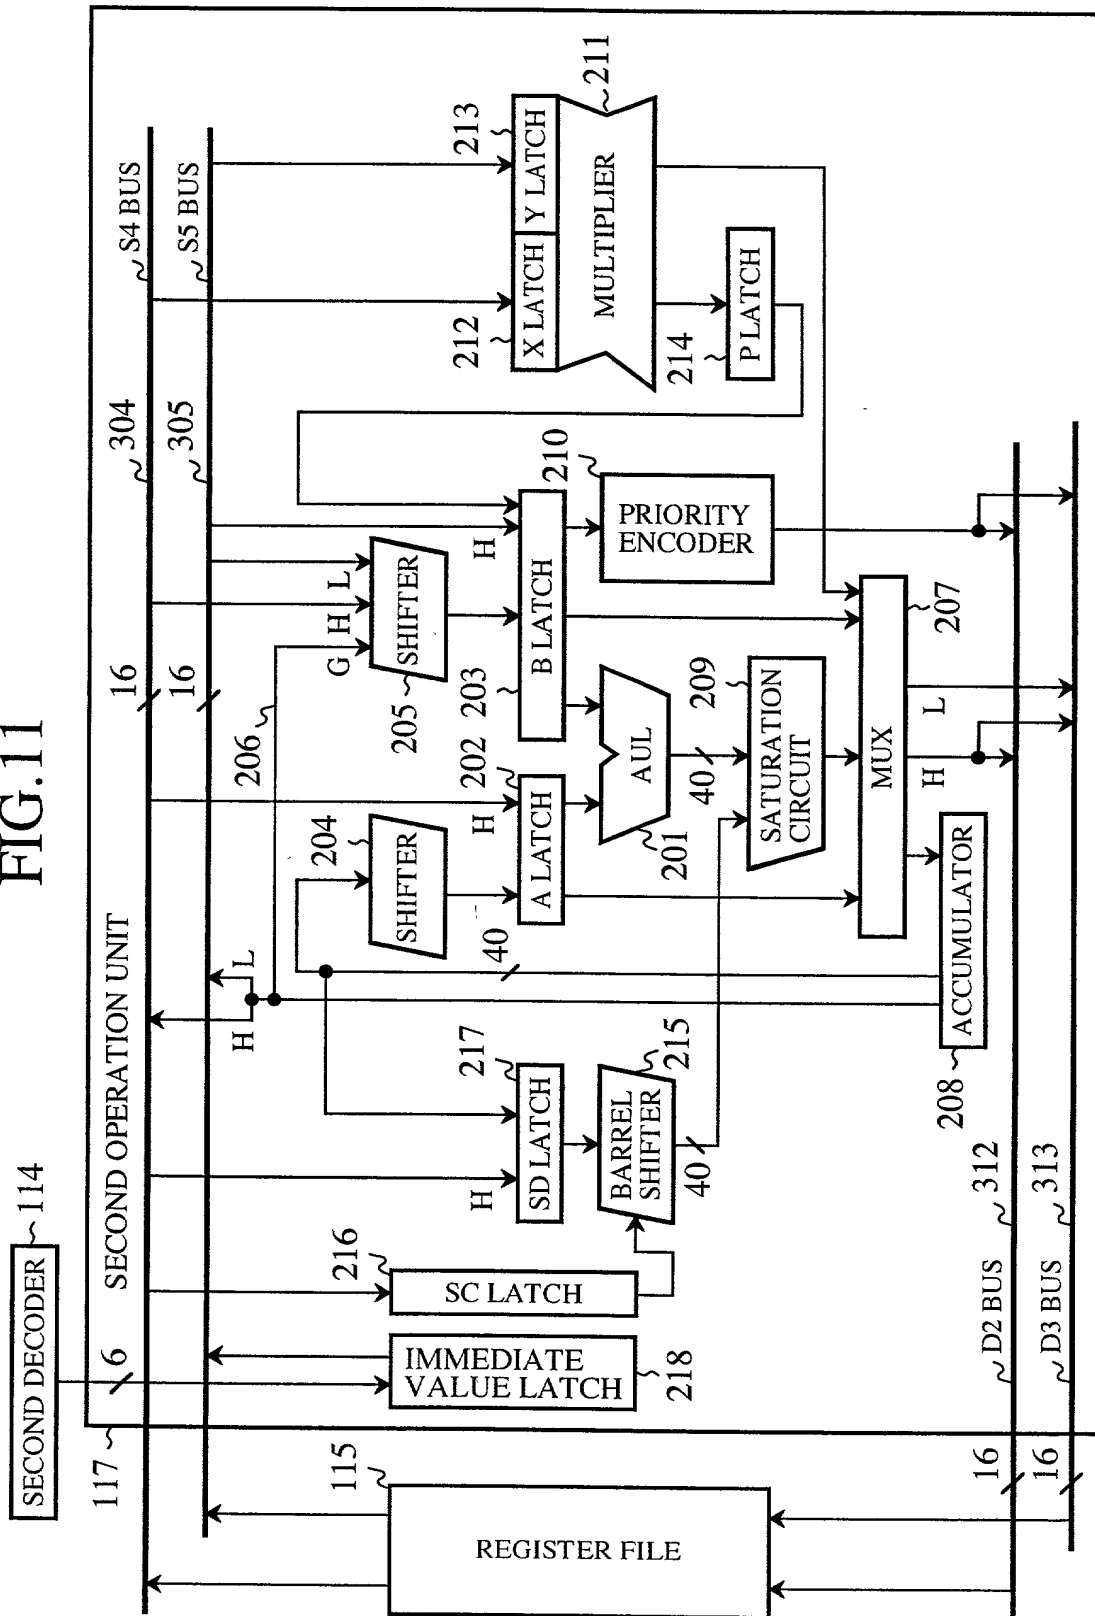 FIG.11
SECOND DECODER
114
117
SECOND OPERATION UNIT
6
16
304
S4 BUS
16
305
S5 BUS
H
L
206
G
H
L
SHIFTER
204
SHIFTER
205
H
H
216
SC LATCH
217
H
SD LATCH
202
A LATCH
40
203
B LATCH
212
X LATCH
213
Y LATCH
MULTIPLIER
211
IMMEDIATE
VALUE LATCH
218
BARREL
SHIFTER
215
40
AUL
201
40
210
PRIORITY
ENCODER
214
P LATCH
SATURATION
CIRCUIT
209
MUX
207
H
L
ACCUMULATOR
208
115
REGISTER FILE
16
D2 BUS
312
16
D3 BUS
313